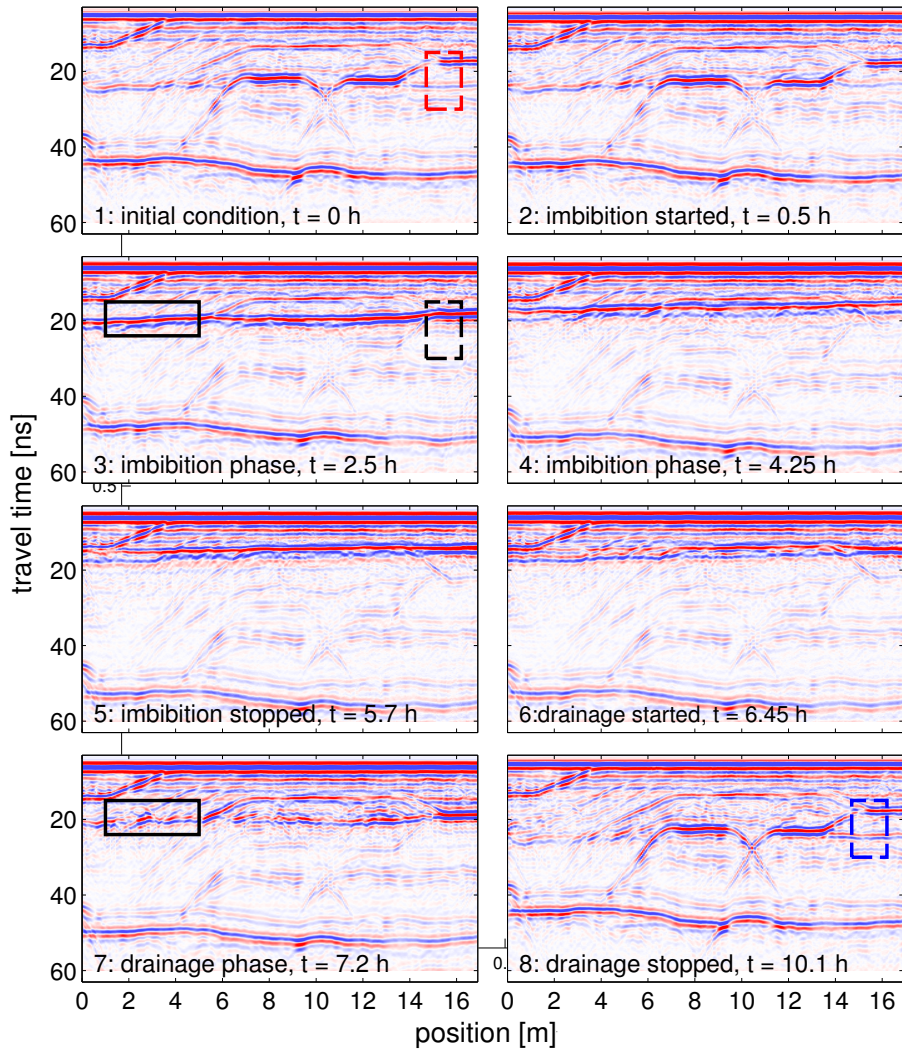 20
40
60
1: initial condition, t = 0 h
2: imbibition started, t = 0.5 h
20
40
60
3: imbibition phase, t = 2.5 h
4: imbibition phase, t = 4.25 h
travel time [ns]
0.5
20
40
60
5: imbibition stopped, t = 5.7 h
6:drainage started, t = 6.45 h
20
40
60
7: drainage phase, t = 7.2 h
0.
8: drainage stopped, t = 10.1 h
0 2 4 6 8 10 12 14 16
0 2 4 6 8 10 12 14 16
position [m]